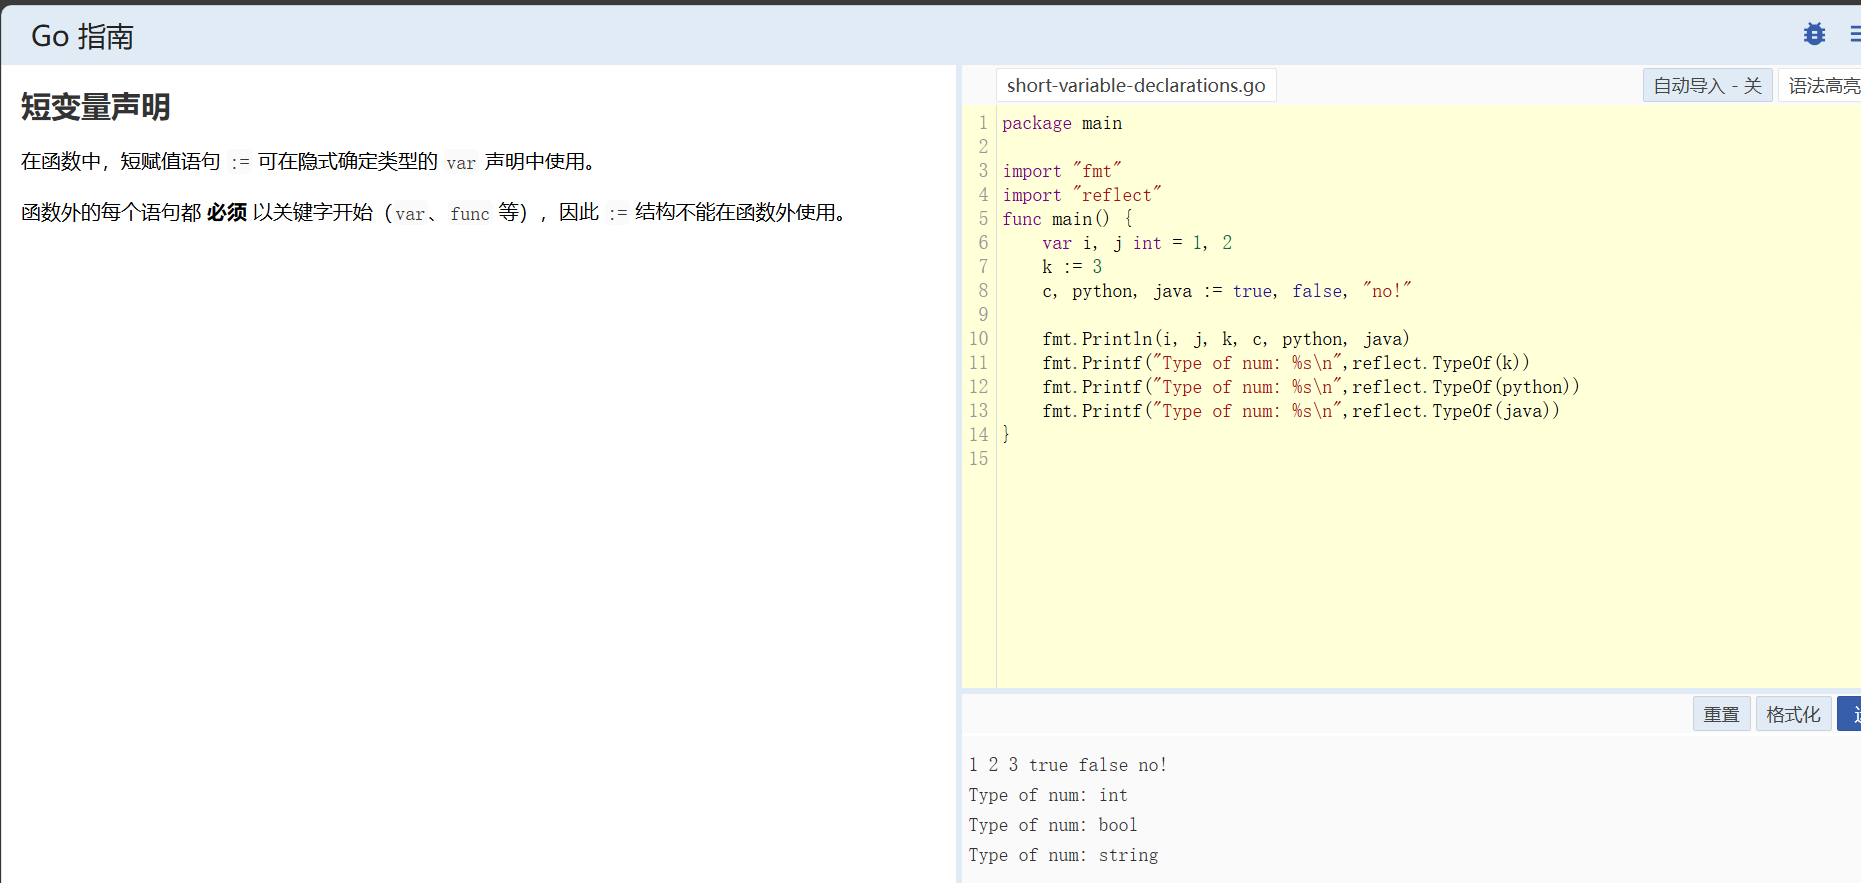 Go 指南
短变量声明
在函数中，短赋值语句 := 可在隐式确定类型的 var 声明中使用。
函数外的每个语句都 必须 以关键字开始（var、func 等），因此 := 结构不能在函数外使用。
short-variable-declarations.go
自动导入 - 关
语法高亮
1 package main
2
3 import "fmt"
4 import "reflect"
5 func main() {
6     var i, j int = 1, 2
7     k := 3
8     c, python, java := true, false, "no!"
9
10     fmt.Println(i, j, k, c, python, java)
11     fmt.Printf("Type of num: %s\n",reflect.TypeOf(k))
12     fmt.Printf("Type of num: %s\n",reflect.TypeOf(python))
13     fmt.Printf("Type of num: %s\n",reflect.TypeOf(java))
14 }
15
重置
格式化
1 2 3 true false no!
Type of num: int
Type of num: bool
Type of num: string